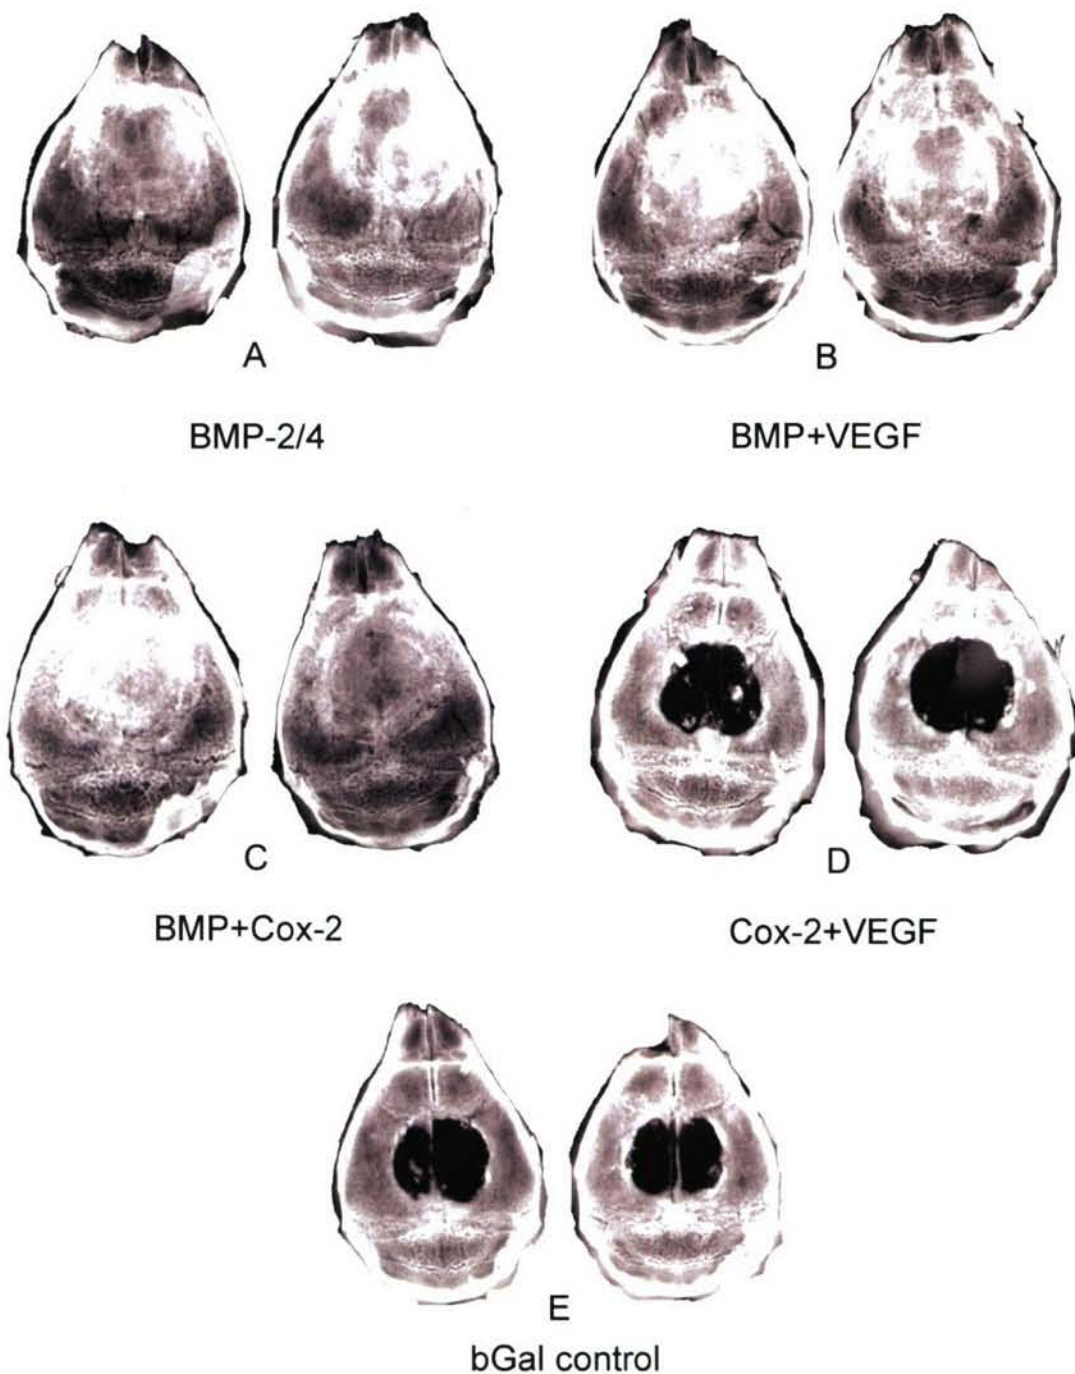 A
B
BMP-2/4
BMP+VEGF
C
D
BMP+Cox-2
Cox-2+VEGF
E
bGal control